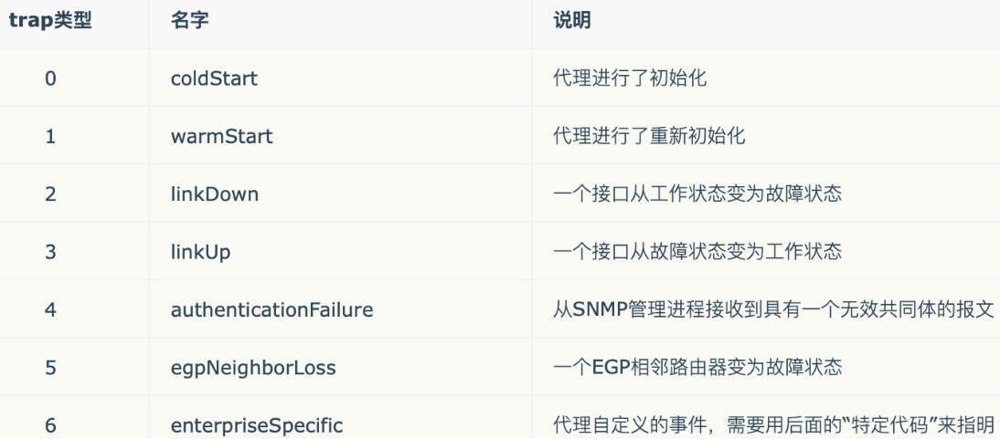 trap类型 名字 说明
0 coldStart 代理进行了初始化
1 warmStart 代理进行了重新初始化
2 linkDown 一个接口从工作状态变为故障状态
3 linkUp 一个接口从故障状态变为工作状态
4 authenticationFailure 从SNMP管理进程接收到具有一个无效共同体的报文
5 egpNeighborLoss 一个EGP相邻路由器变为故障状态
6 enterpriseSpecific 代理自定义的事件，需要用后面的“特定代码”来指明